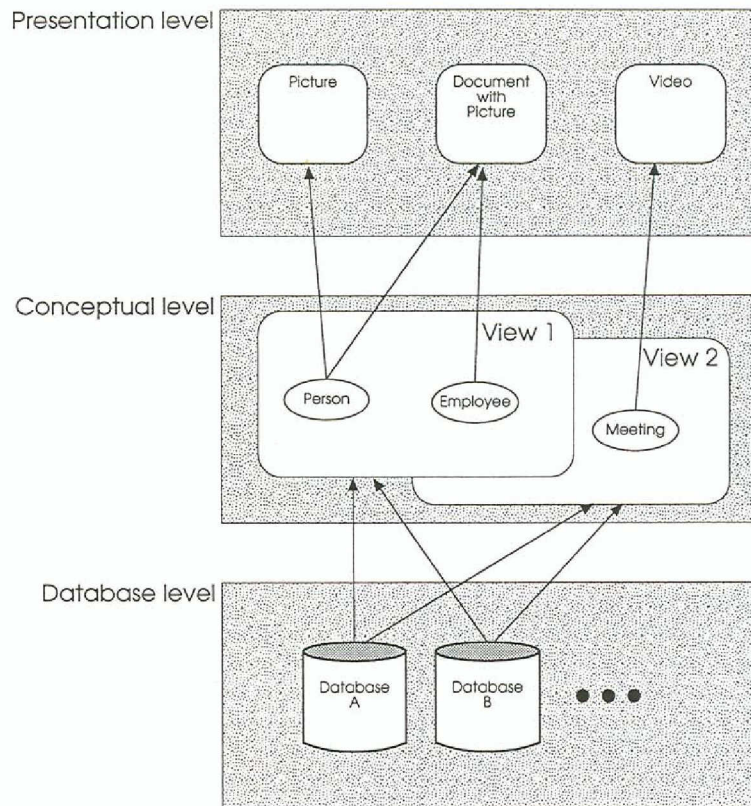 Presentation level
Picture
Document
with
Picture
Video
Conceptual level
View 1
View 2
Person
Employee
Meeting
Database level
Database
A
Database
B